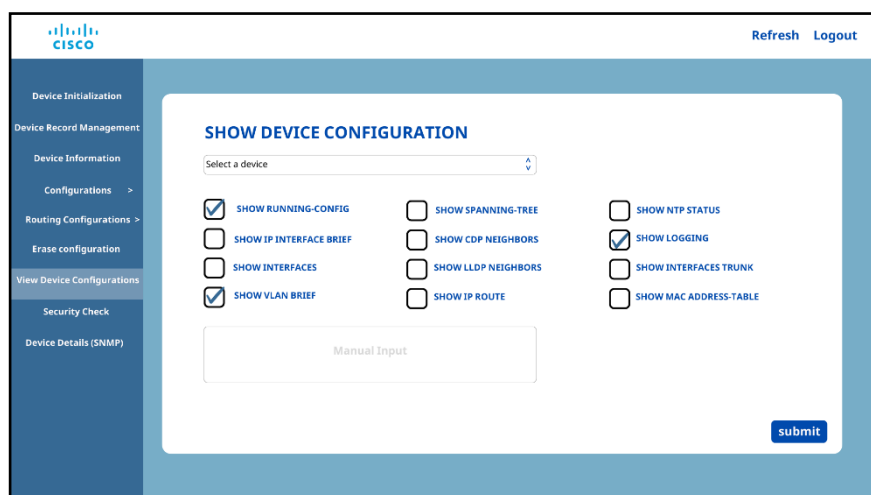 CISCO
Refresh Logout
Device Initialization
Device Record Management
Device Information
Configurations >
Routing Configurations >
Erase configuration
View Device Configurations
Security Check
Device Details (SNMP)
SHOW DEVICE CONFIGURATION
Select a device
SHOW RUNNING-CONFIG
SHOW IP INTERFACE BRIEF
SHOW INTERFACES
SHOW VLAN BRIEF
SHOW SPANNING-TREE
SHOW CDP NEIGHBORS
SHOW LLDP NEIGHBORS
SHOW IP ROUTE
SHOW NTP STATUS
SHOW LOGGING
SHOW INTERFACES TRUNK
SHOW MAC ADDRESS-TABLE
Manual Input
submit